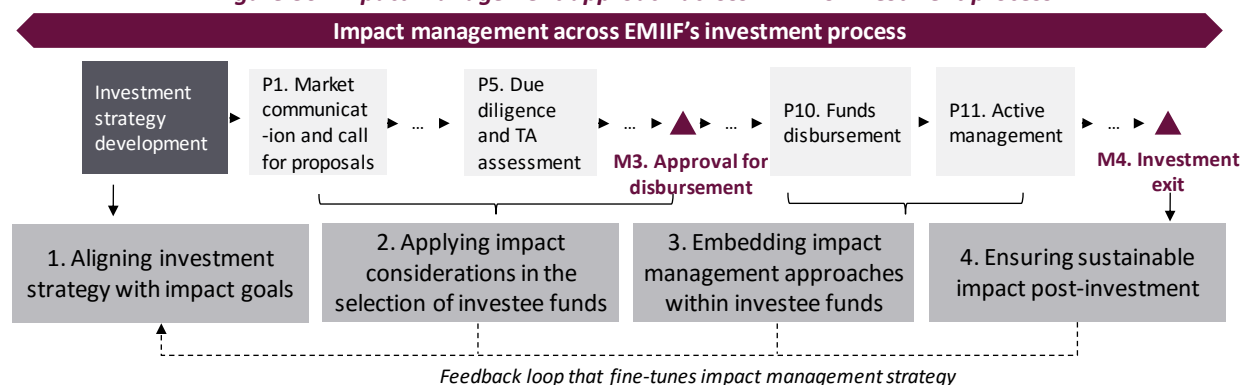 Impact management across EMIIF's investment process
Investment
strategy
development
P1. Market
communicat
-ion and call
for proposals
...
P5. Due
diligence
and TA
assessment
...
M3. Approval for
disbursement
...
P10. Funds
disbursement
P11. Active
management
...
M4. Investment
exit
1. Aligning investment
strategy with impact goals
2. Applying impact
considerations in the
selection of investee funds
3. Embedding impact
management approaches
within investee funds
4. Ensuring sustainable
impact post-investment
Feedback loop that fine-tunes impact management strategy